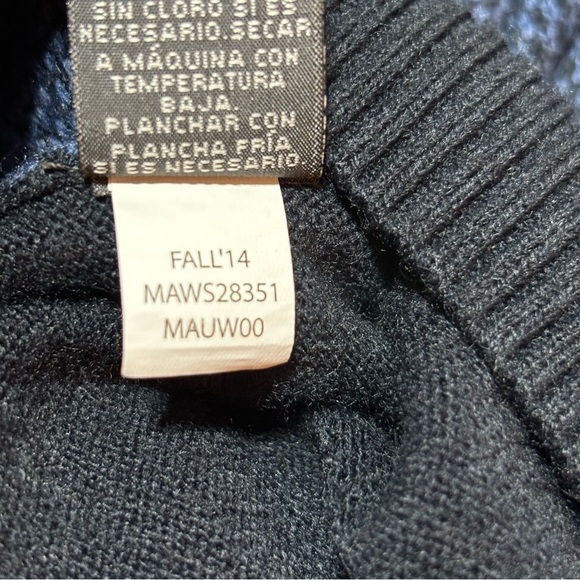 SIN CLORO SI ES
NECESARIO. SECAR
A MÁQUINA CON
TEMPERATURA
BAJA.
PLANCHAR CON
PLANCHA FRÍA
SI ES NECESARIO.
FALL'14
MAWS28351
MAUW00